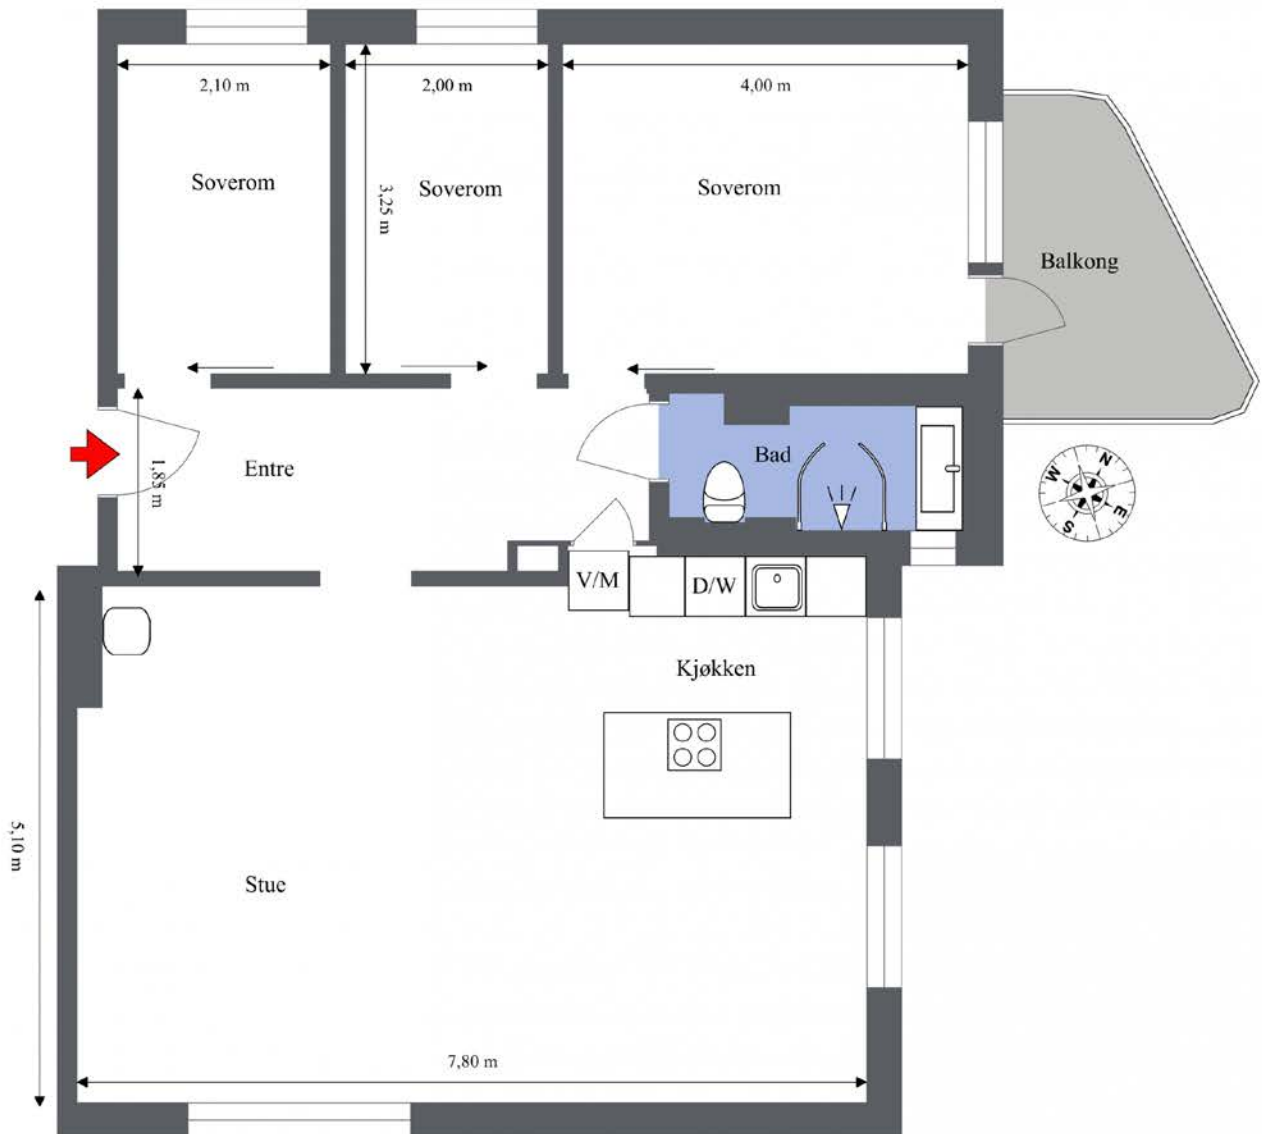 2,10 m
2,00 m
4,00 m
Soverom
Soverom
Soverom
3,25 m
Balkong
Entre
1,85 m
Bad
N
E
S
W
V/M
D/W
Kjøkken
Stue
5,10 m
7,80 m